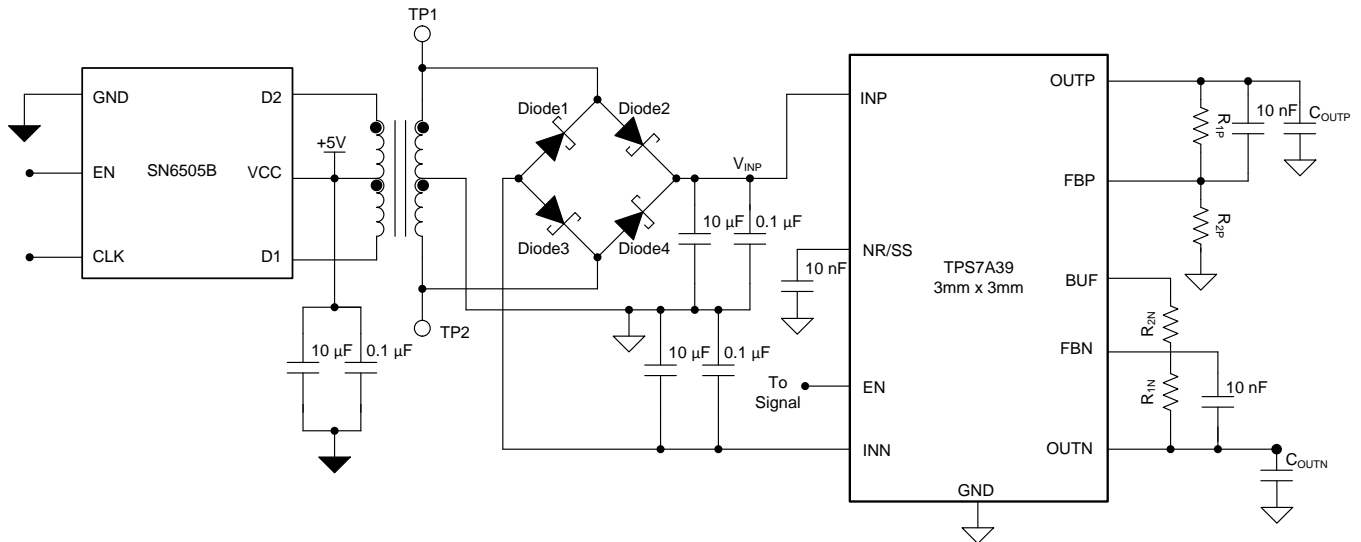 TP1
GND
D2
EN
SN6505B
VCC
+5V
CLK
D1
10 µF
0.1 µF
TP2
Diode1
Diode2
Diode3
Diode4
V_INP
10 µF
0.1 µF
10 µF
0.1 µF
INP
OUTP
R_1P
10 nF
C_OUTP
FBP
R_2P
NR/SS
10 nF
TPS7A39
3mm x 3mm
BUF
R_2N
FBN
To
Signal
EN
R_1N
10 nF
INN
OUTN
C_OUTN
GND